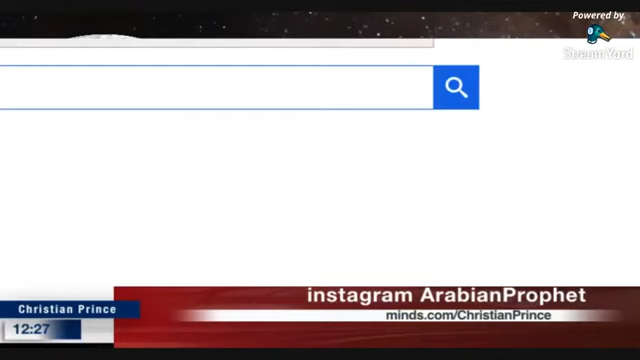 Powered by
StreamYard
instagram ArabianProphet
minds.com/ChristianPrince
Christian Prince
12:27